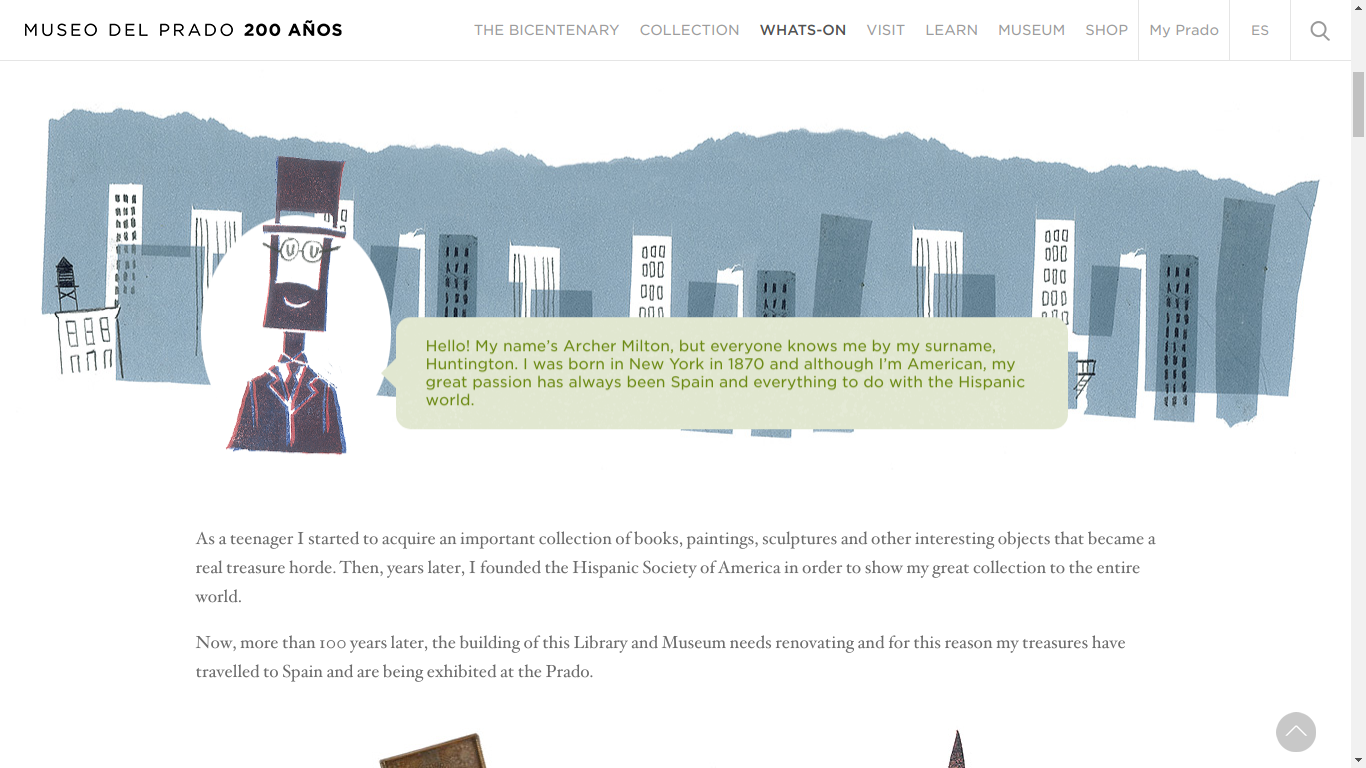 MUSEO DEL PRADO 200 AÑOS
THE BICENTENARY COLLECTION WHATS-ON VISIT LEARN MUSEUM SHOP My Prado ES
Hello! My name's Archer Milton, but everyone knows me by my surname,
Huntington. I was born in New York in 1870 and although I'm American, my
great passion has always been Spain and everything to do with the Hispanic
world.
As a teenager I started to acquire an important collection of books, paintings, sculptures and other interesting objects that became a
real treasure horde. Then, years later, I founded the Hispanic Society of America in order to show my great collection to the entire
world.
Now, more than 100 years later, the building of this Library and Museum needs renovating and for this reason my treasures have
travelled to Spain and are being exhibited at the Prado.